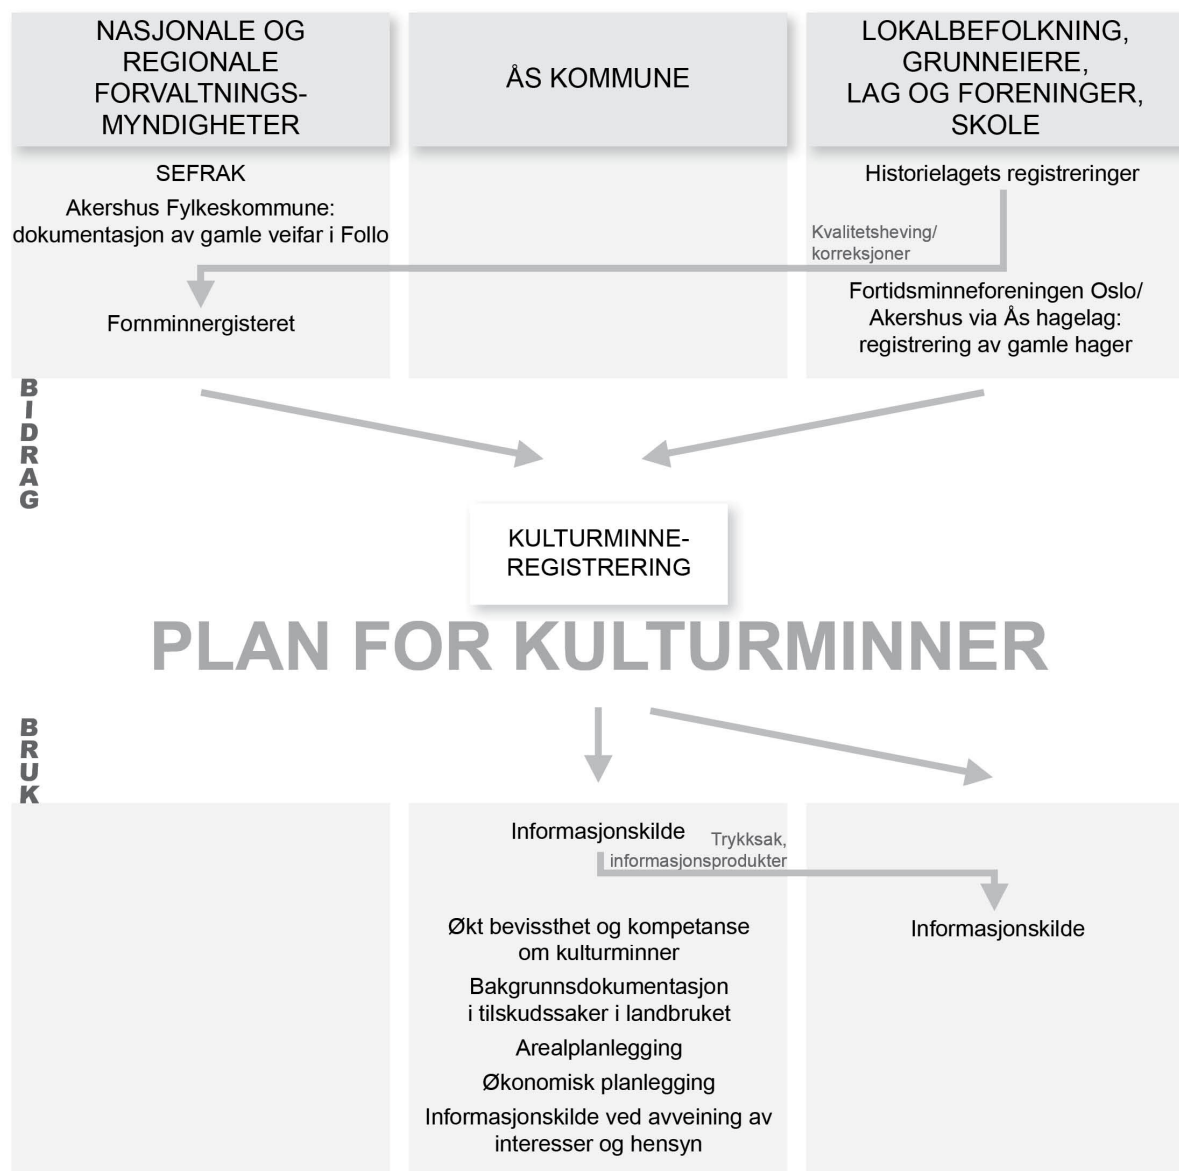 NASJONALE OG
REGIONALE
FORVALTNINGS-
MYNDIGHETER
ÅS KOMMUNE
LOKALBEFOLKNING,
GRUNNEIERE,
LAG OG FORENINGER,
SKOLE
SEFRAK
Akershus Fylkeskommune:
dokumentasjon av gamle veifar i Follo
Fornminnergisteret
Historielagets registreringer
Kvalitetsheving/
korreksjoner
Fortidsminneforeningen Oslo/
Akershus via Ås hagelag:
registrering av gamle hager
BIDRAG
KULTURMINNE-
REGISTRERING
PLAN FOR KULTURMINNER
BRUK
Informasjonskilde
Trykksak,
informasjonsprodukter
Økt bevissthet og kompetanse
om kulturminner
Bakgrunnsdokumentasjon
i tilskudssaker i landbruket
Arealplanlegging
Økonomisk planlegging
Informasjonskilde ved avveining av
interesser og hensyn
Informasjonskilde